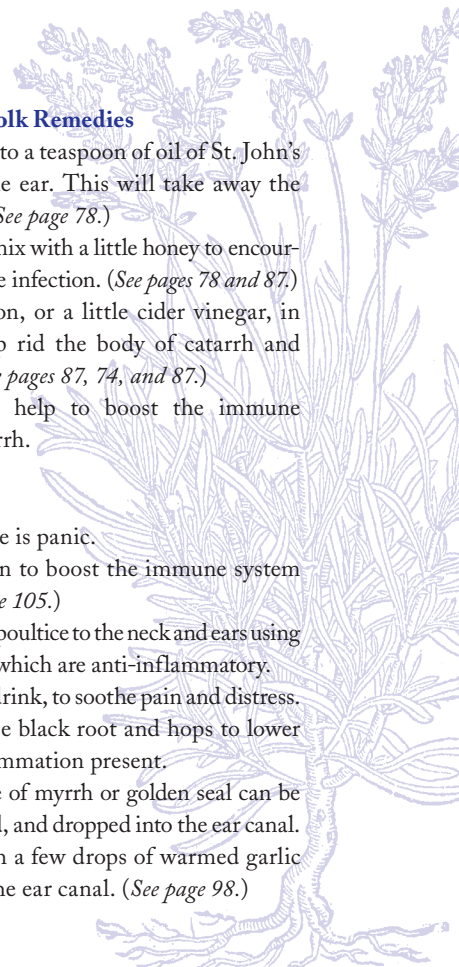 olk Remedies
to a teaspoon of oil of St. John's
e ear. This will take away the
See page 78.)
mix with a little honey to encour-
e infection. (See pages 78 and 87.)
on, or a little cider vinegar, in
p rid the body of catarrh and
pages 87, 74, and 87.)
help to boost the immune
rrh.
e is panic.
n to boost the immune system
e 105.)
poultice to the neck and ears using
which are anti-inflammatory.
drink, to soothe pain and distress.
e black root and hops to lower
ammation present.
e of myrrh or golden seal can be
l, and dropped into the ear canal.
h a few drops of warmed garlic
he ear canal. (See page 98.)